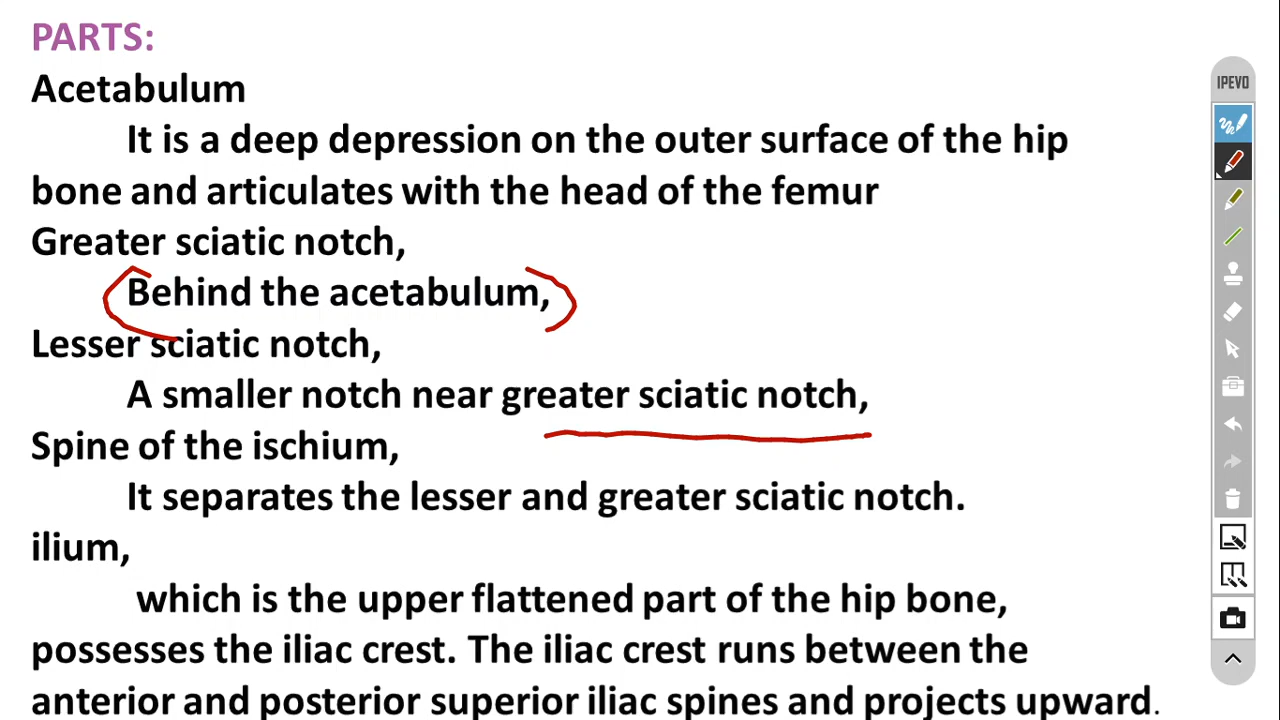 PARTS:
Acetabulum
It is a deep depression on the outer surface of the hip
bone and articulates with the head of the femur
Greater sciatic notch,
Behind the acetabulum,
Lesser sciatic notch,
A smaller notch near greater sciatic notch,
Spine of the ischium,
It separates the lesser and greater sciatic notch.
ilium,
which is the upper flattened part of the hip bone,
possesses the iliac crest. The iliac crest runs between the
anterior and posterior superior iliac spines and projects upward.
IPEVO